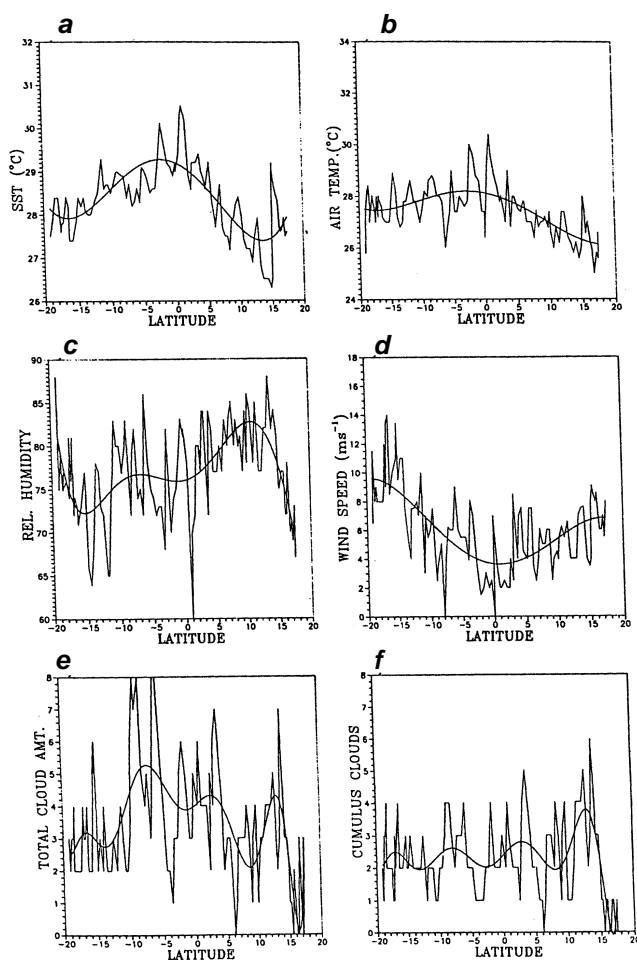 a
b
32
31
30
29
28
27
26
SST (°C)
-20 -15 -10 -5 0 5 10 15 20
LATITUDE
34
32
30
28
26
24
AIR TEMP.(°C)
-20 -15 -10 -5 0 5 10 15 20
LATITUDE
c
d
90
85
80
75
70
65
60
REL. HUMIDITY
-20 -15 -10 -5 0 5 10 15 20
LATITUDE
18
16
14
12
10
8
6
4
2
0
WIND SPEED (ms⁻¹)
-20 -15 -10 -5 0 5 10 15 20
LATITUDE
e
f
8
7
6
5
4
3
2
1
0
TOTAL CLOUD AMT.
-20 -15 -10 -5 0 5 10 15 20
LATITUDE
8
7
6
5
4
3
2
1
0
CUMULUS CLOUDS
-20 -15 -10 -5 0 5 10 15 20
LATITUDE